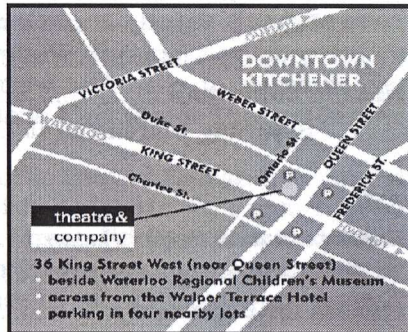 GUELPH
DOWNTOWN
KITCHENER
VICTORIA STREET
WEBER STREET
WATERLOO
Duke St.
KING STREET
Ontario St.
QUEEN STREET
FREDERICK ST.
Charles St.
P
P
P
P
theatre &
company
36 King Street West (near Queen Street)
beside Waterloo Regional Children's Museum
across from the Walper Terrace Hotel
parking in four nearby lots